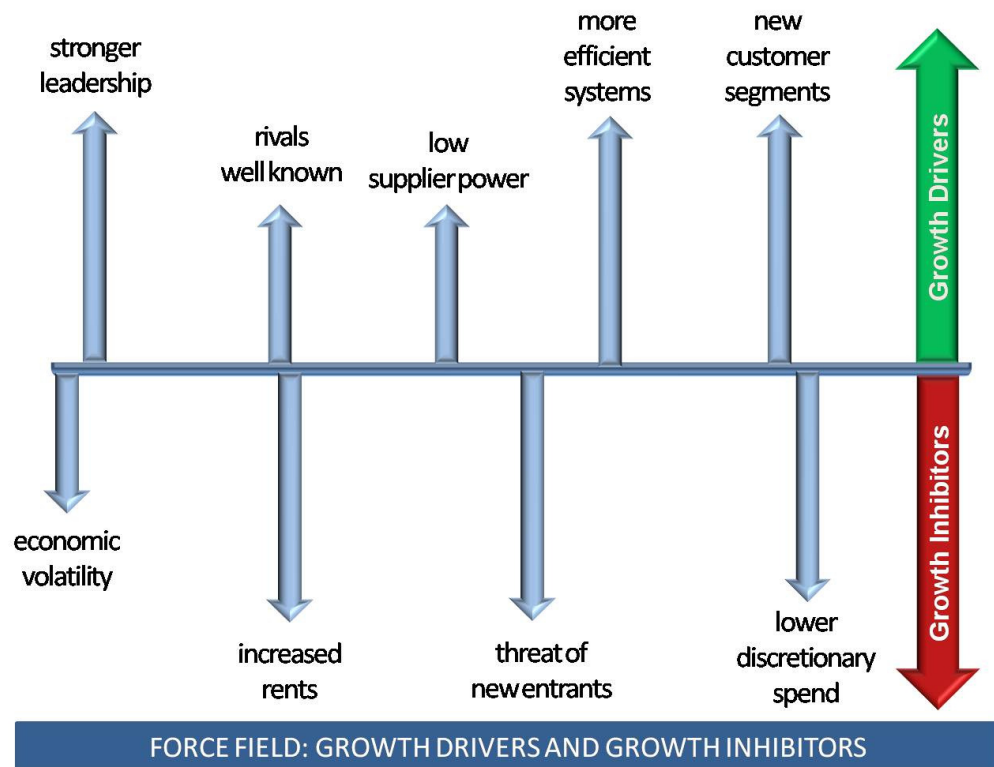 stronger
leadership
rivals
well known
low
supplier power
more
efficient
systems
new
customer
segments
Growth Drivers
economic
volatility
increased
rents
threat of
new entrants
lower
discretionary
spend
Growth Inhibitors
FORCE FIELD: GROWTH DRIVERS AND GROWTH INHIBITORS